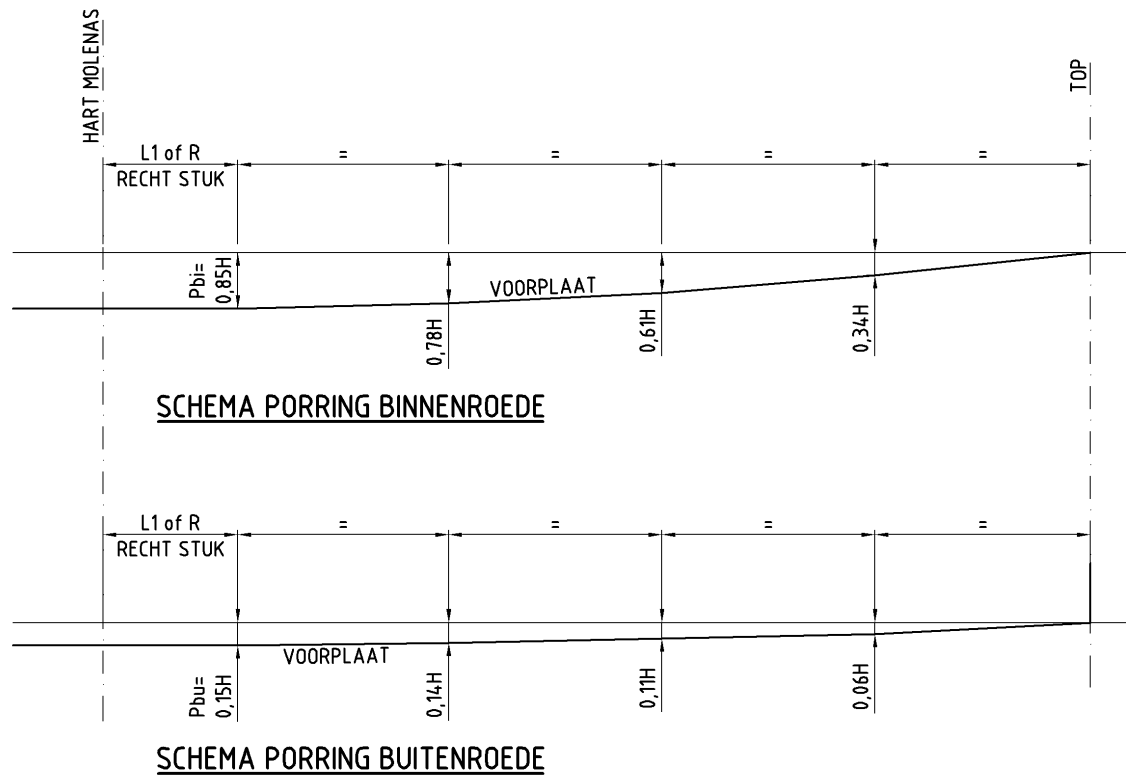 HART MOLENAS
TOP
L1 of R
=
=
=
=
RECHT STUK
Pbi=
0,85H
VOORPLAAT
0,78H
0,61H
0,34H
SCHEMA PORRING BINNENROEDE
L1 of R
=
=
=
=
RECHT STUK
VOORPLAAT
Pbu=
0,15H
0,14H
0,11H
0,06H
SCHEMA PORRING BUITENROEDE